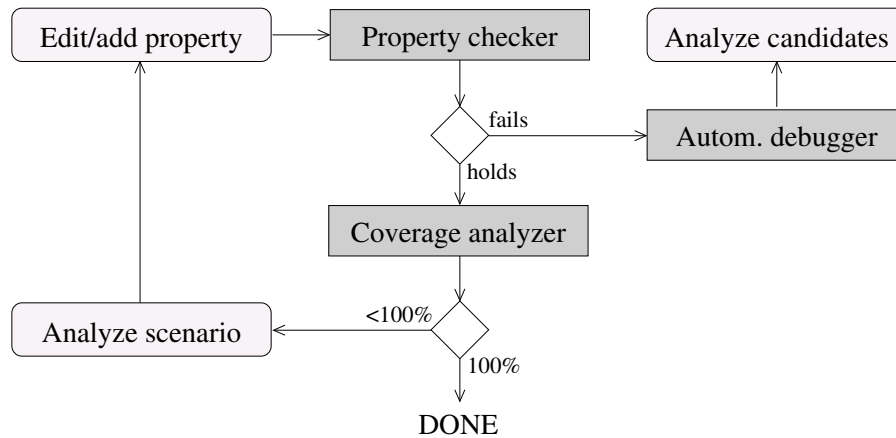 Edit/add property
Property checker
Analyze candidates
fails
Autom. debugger
holds
Coverage analyzer
<100%
Analyze scenario
100%
DONE